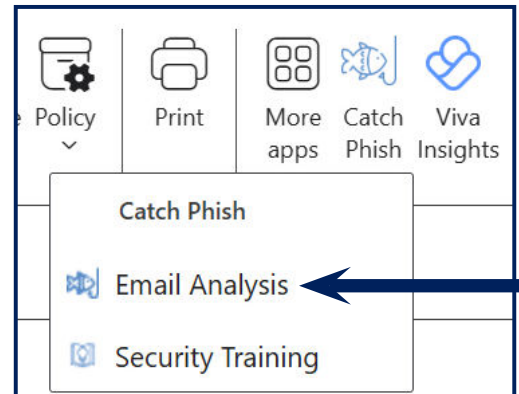 Policy
Print
More apps
Catch Phish
Viva Insights
Catch Phish
Email Analysis
Security Training